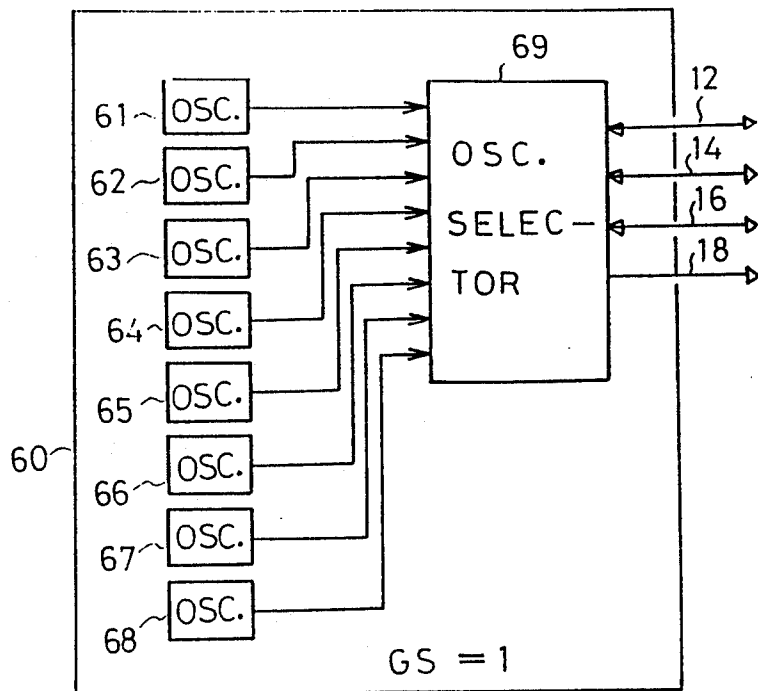 69
12
61 OSC.
14
62 OSC.
OSC.
16
63 OSC.
SELEC-
18
64 OSC.
TOR
65 OSC.
60
66 OSC.
67 OSC.
68 OSC.
GS = 1